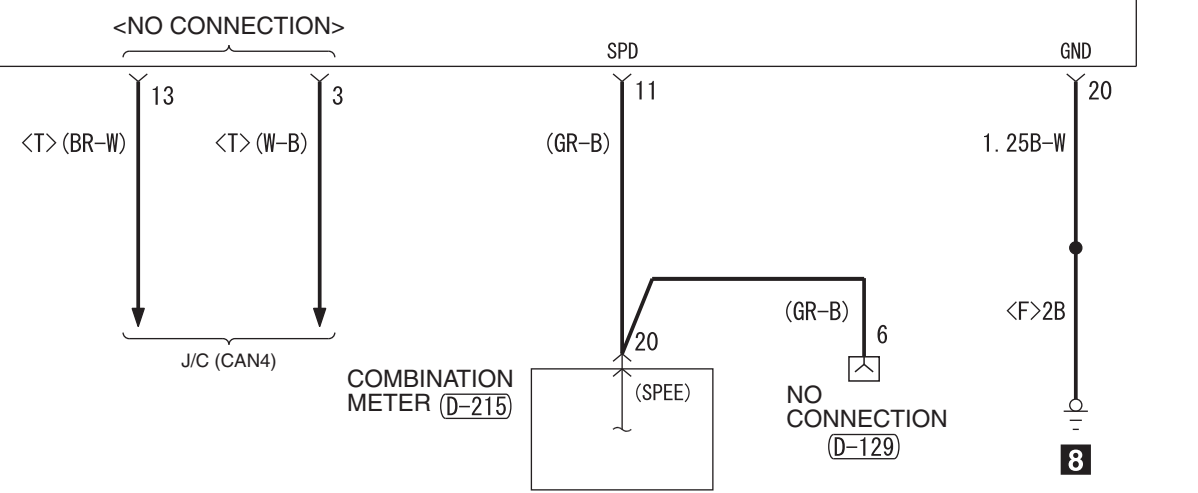 <NO CONNECTION>
SPD
GND
13
3
11
20
<T>(BR-W)
<T>(W-B)
(GR-B)
1.25B-W
(GR-B)
<F>2B
6
20
J/C (CAN4)
COMBINATION
METER (D-215)
(SPEE)
NO
CONNECTION
(D-129)
8